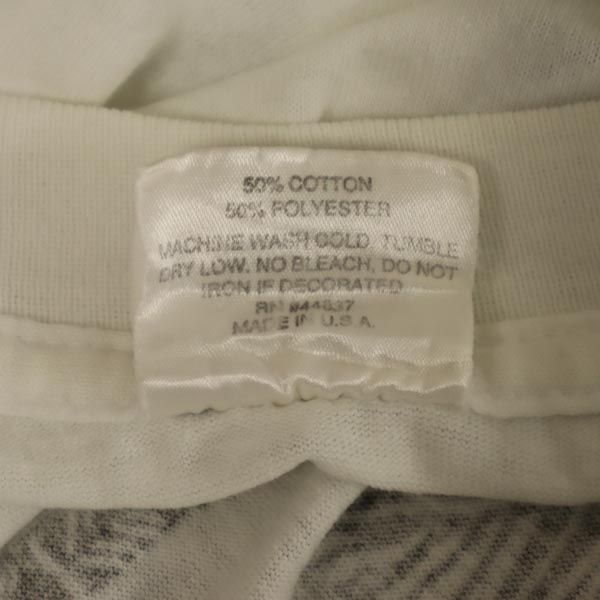 50% COTTON
50% POLYESTER
MACHINE WASH COLD TUMBLE
DRY LOW. NO BLEACH, DO NOT
IRON IF DECORATED
RN #44837
MADE IN U.S.A.